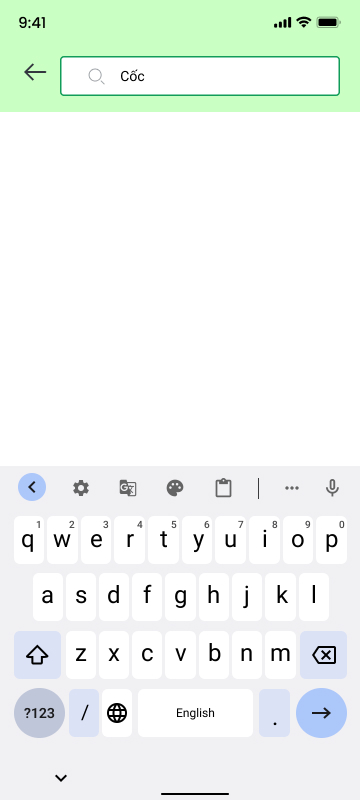 9:41
Cốc
1 2 3 4 5 6 7 8 9 0
q w e r t y u i o p
a s d f g h j k l
z x c v b n m
?123 / English .